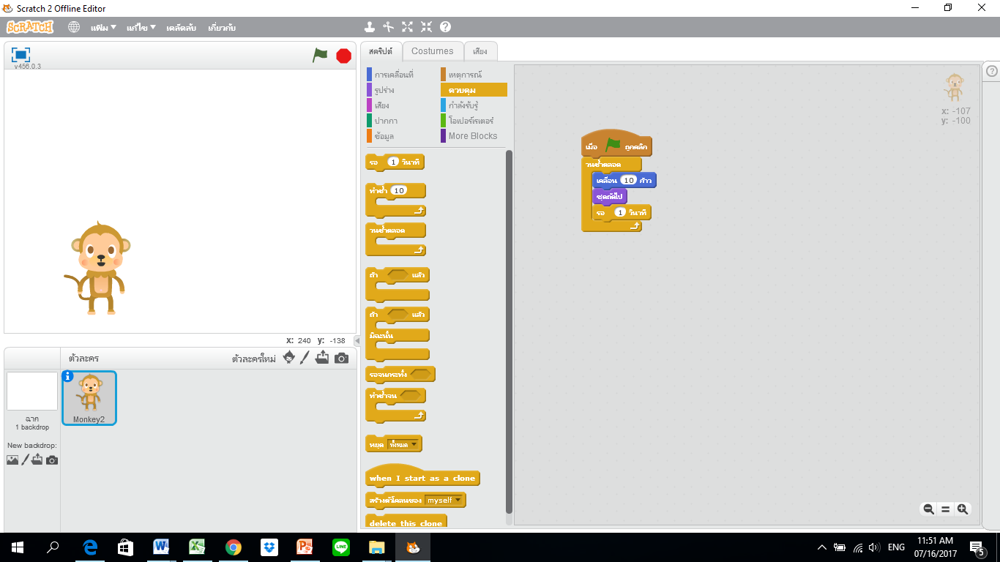 Scratch 2 Offline Editor
SCRATCH แฟ้ม แก้ไข เคล็ดลับ เกี่ยวกับ
v456.0.3
สคริปต์ Costumes เสียง
การเคลื่อนที่ เหตุการณ์
รูปร่าง ควบคุม
เสียง กำลังรับรู้
ปากกา โอเปอร์เรเตอร์
ข้อมูล More Blocks
รอ 1 วินาที
ทำซ้ำ 10
วนซ้ำตลอด
ถ้า แล้ว
ถ้า แล้ว
มิฉะนั้น
รอจนกระทั่ง
ทำซ้ำจน
หยุด ทั้งหมด
when I start as a clone
สร้างตัวโคลนของ myself
delete this clone
เมื่อ ถูกคลิก
วนซ้ำตลอด
เคลื่อน 10 ก้าว
ชุดถัดไป
รอ 1 วินาที
x: -107
y: -100
x: 240 y: -138
ตัวละคร ตัวละครใหม่
Monkey2
ฉาก
1 backdrop
New backdrop:
ENG
11:51 AM
07/16/2017
5